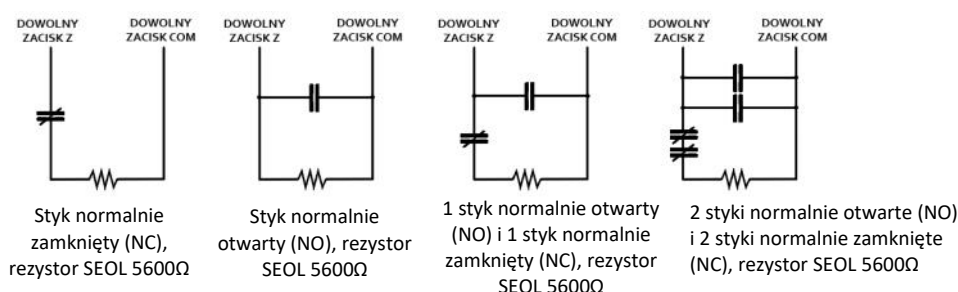 DOWOLNY
ZACISK Z
DOWOLNY
ZACISK COM
DOWOLNY
ZACISK Z
DOWOLNY
ZACISK COM
DOWOLNY
ZACISK Z
DOWOLNY
ZACISK COM
DOWOLNY
ZACISK Z
DOWOLNY
ZACISK COM
Styk normalnie
zamknięty (NC),
rezystor SEOL 5600Ω
Styk normalnie
otwarty (NO), rezystor
SEOL 5600Ω
1 styk normalnie otwarty
(NO) i 1 styk normalnie
zamknięty (NC), rezystor
SEOL 5600Ω
2 styki normalnie otwarte (NO)
i 2 styki normalnie zamknięte
(NC), rezystor SEOL 5600Ω